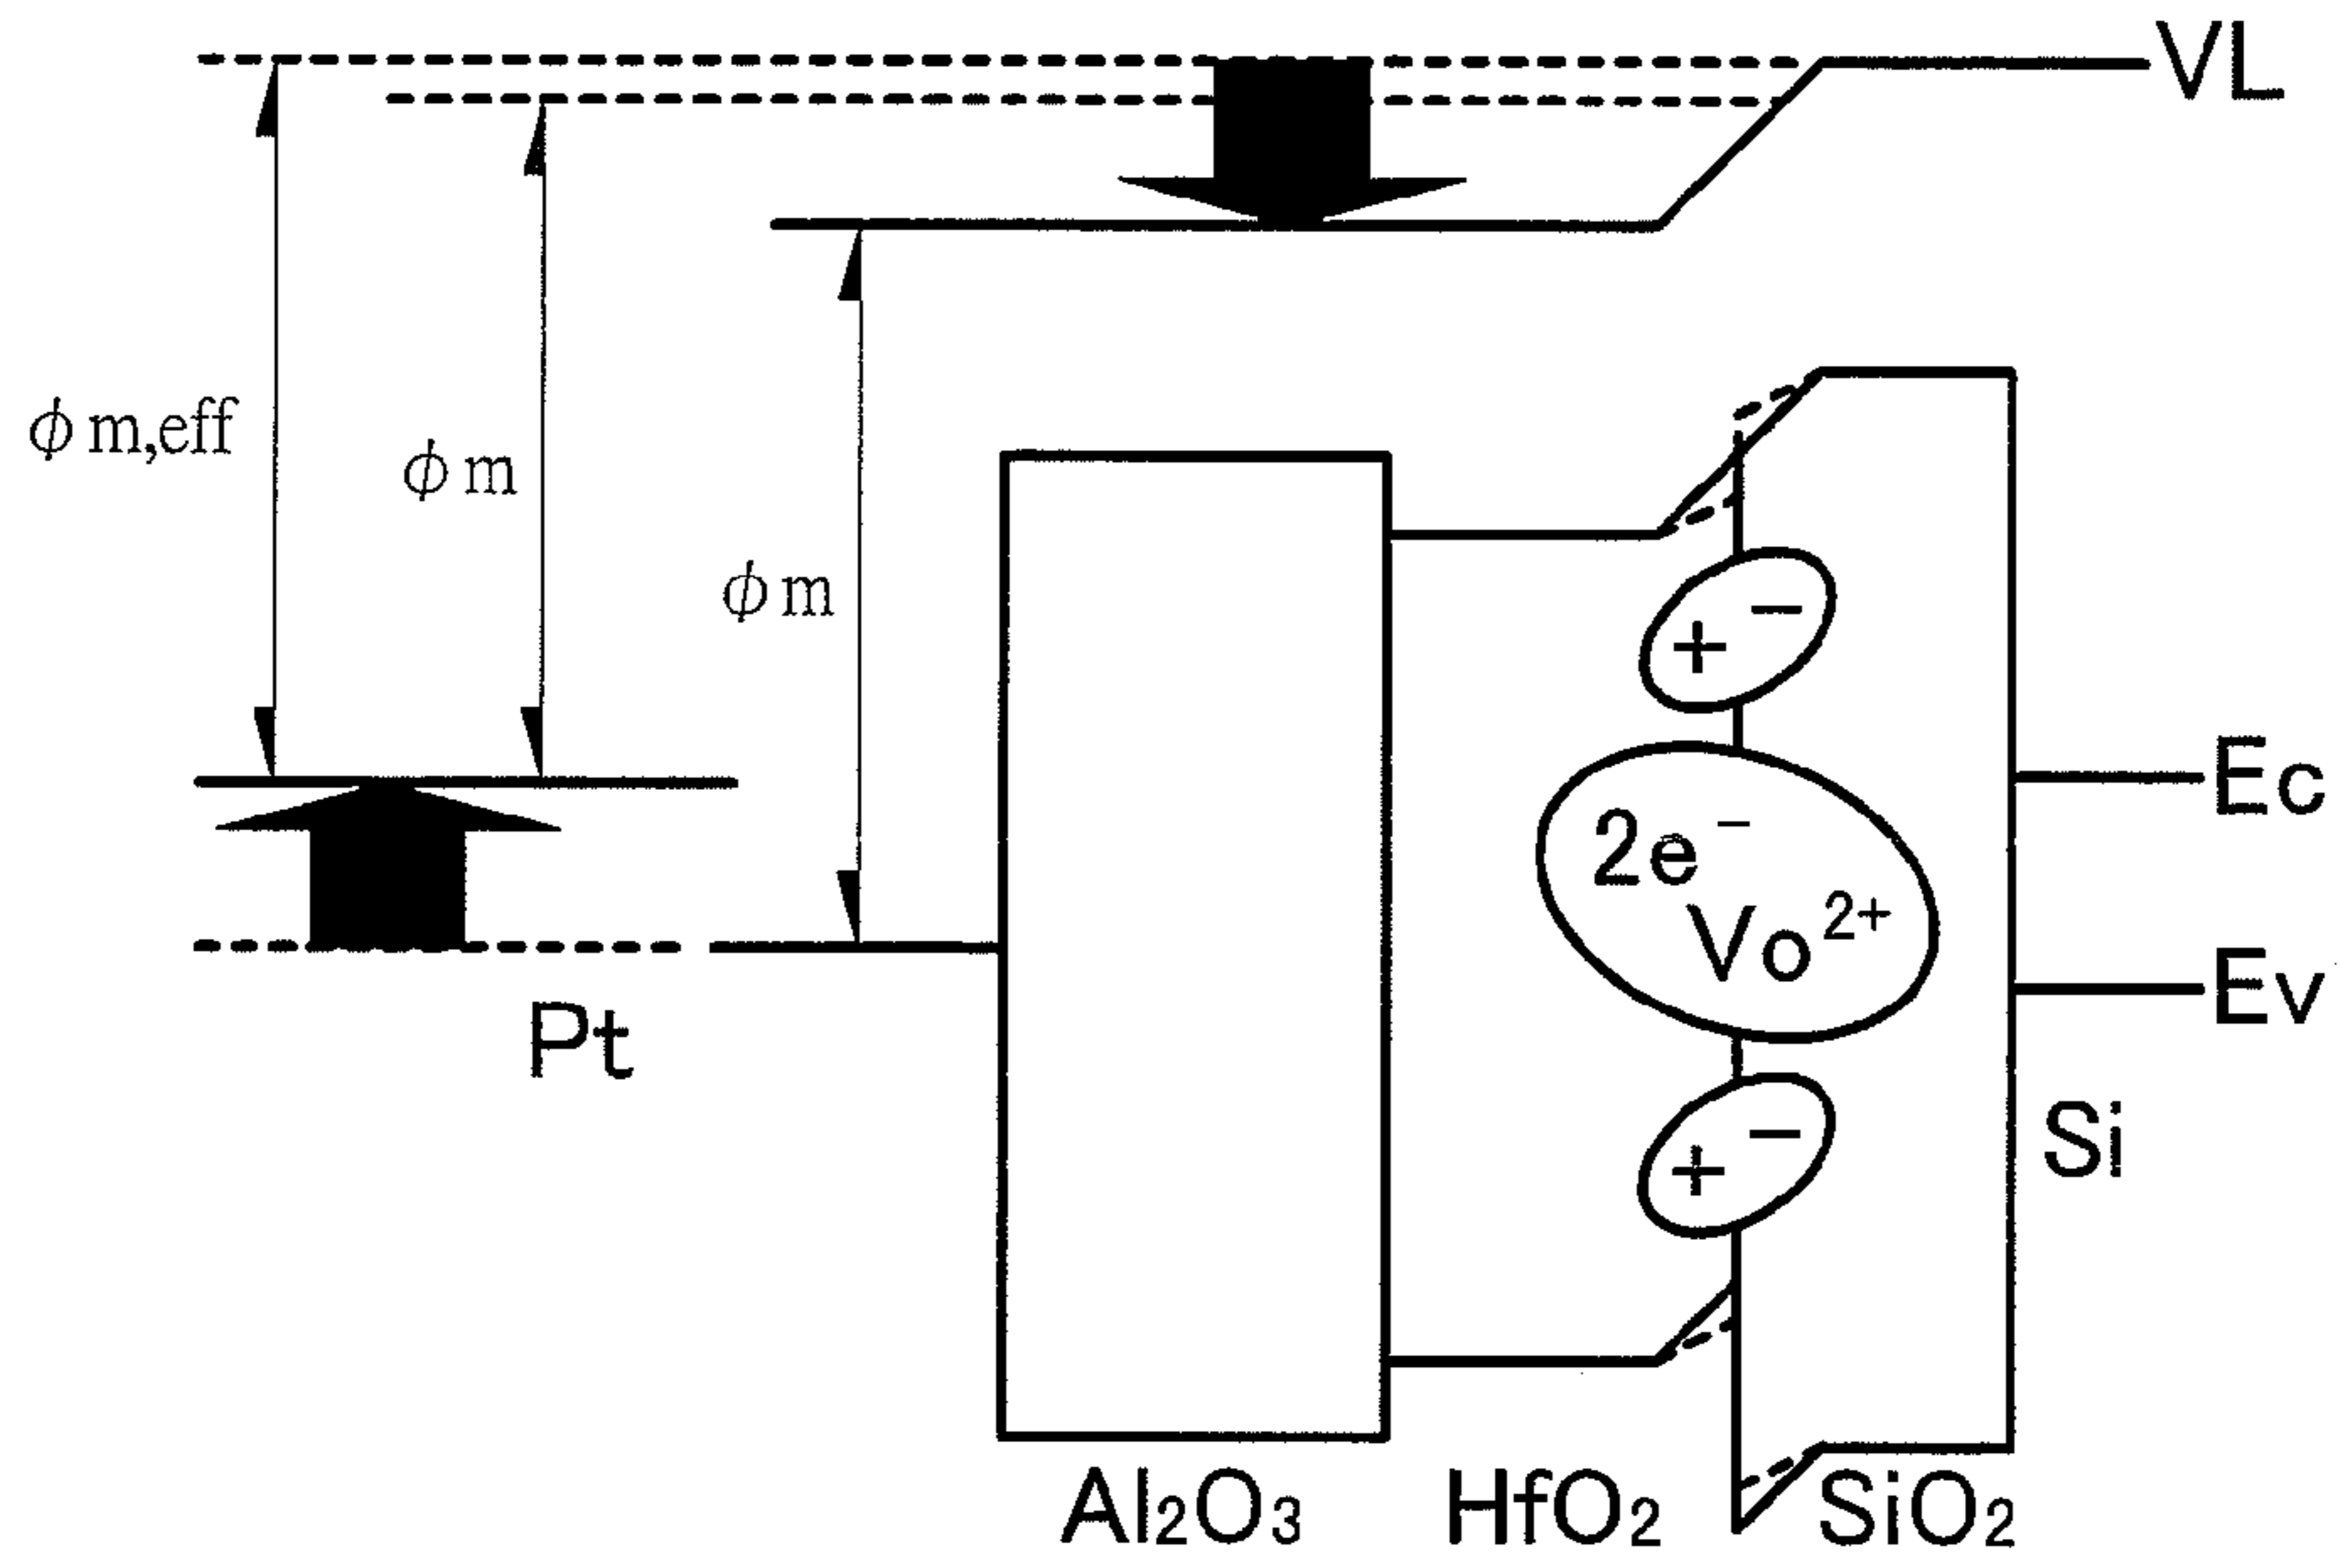 VL
ϕm,eff
ϕm
ϕm
+ −
2e⁻
Vo²⁺
+ −
Ec
Ev
Pt
Si
Al₂O₃
HfO₂
SiO₂